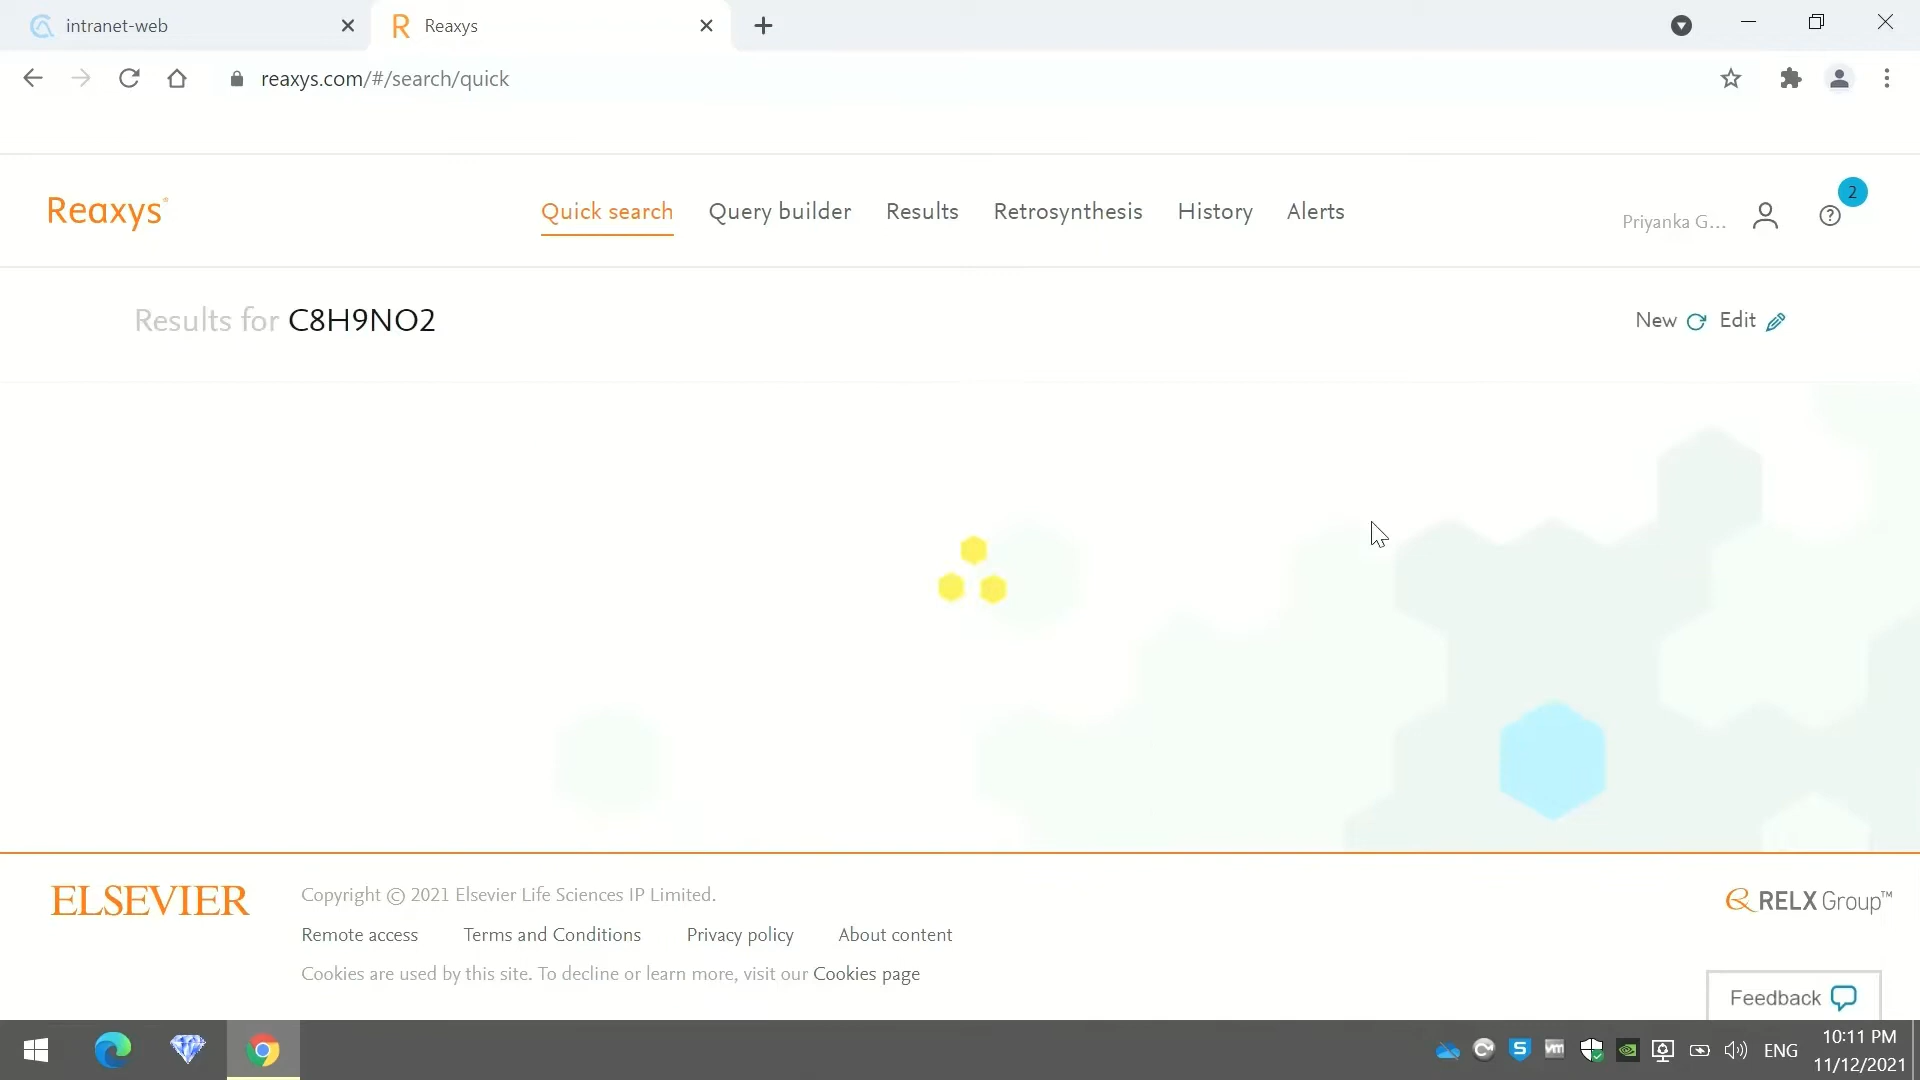 intranet-web
Reaxys
reaxys.com/#/search/quick
Reaxys®
Quick search
Query builder
Results
Retrosynthesis
History
Alerts
Priyanka G...
2
Results for C8H9NO2
New
Edit
ELSEVIER
Copyright © 2021 Elsevier Life Sciences IP Limited.
Remote access
Terms and Conditions
Privacy policy
About content
Cookies are used by this site. To decline or learn more, visit our Cookies page
RELX Group™
Feedback
ENG
10:11 PM
11/12/2021